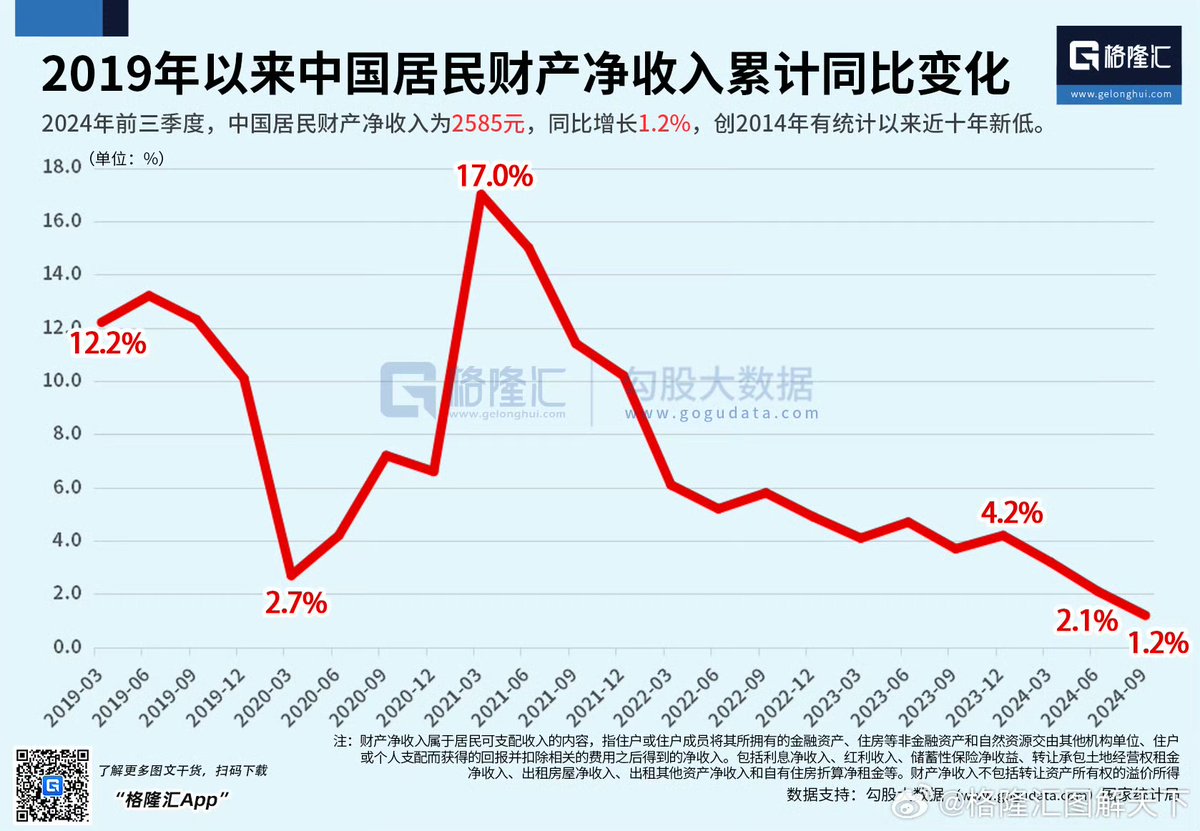 2019年以来中国居民财产净收入累计同比变化
格隆汇
www.gelonghui.com
2024年前三季度，中国居民财产净收入为2585元，同比增长1.2%，创2014年有统计以来近十年新低。
（单位：%）
18.0
16.0
14.0
12.0
10.0
8.0
6.0
4.0
2.0
0.0
17.0%
12.2%
2.7%
4.2%
2.1%
1.2%
格隆汇
www.gelonghui.com
勾股大数据
www.gogudata.com
2019-03
2019-06
2019-09
2019-12
2020-03
2020-06
2020-09
2020-12
2021-03
2021-06
2021-09
2021-12
2022-03
2022-06
2022-09
2022-12
2023-03
2023-06
2023-09
2023-12
2024-03
2024-06
2024-09
注：财产净收入属于居民可支配收入的内容，指住户或住户成员将其所拥有的金融资产、住房等非金融资产和自然资源交由其他机构单位、住户
或个人支配而获得的回报并扣除相关的费用之后得到的净收入。包括利息净收入、红利收入、储蓄性保险净收益、转让承包土地经营权租金
净收入、出租房屋净收入、出租其他资产净收入和自有住房折算净租金等。财产净收入不包括转让资产所有权的溢价所得
数据支持：勾股大数据（www.gogudata.com）国家统计局
了解更多图文干货，扫码下载
“格隆汇App”
@格隆汇图解天下